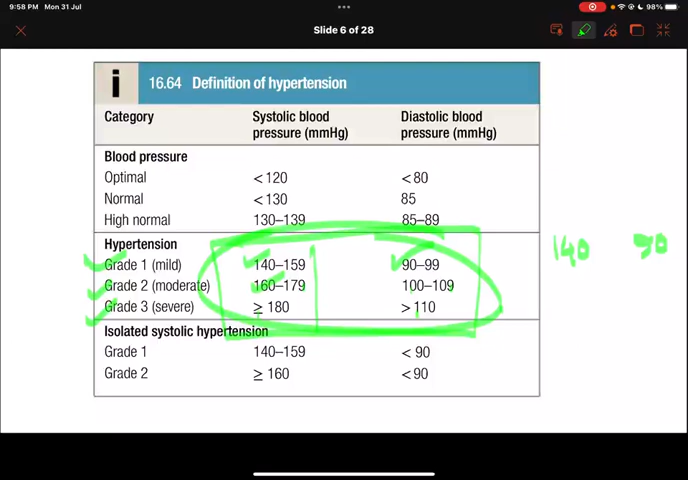 9:58 PM Mon 31 Jul
98%
Slide 6 of 28
i 16.64 Definition of hypertension
Category Systolic blood pressure (mmHg) Diastolic blood pressure (mmHg)
Blood pressure
Optimal <120 <80
Normal <130 85
High normal 130–139 85–89
Hypertension
Grade 1 (mild) 140–159 90–99
140 90
Grade 2 (moderate) 160–179 100–109
Grade 3 (severe) ≥ 180 >110
Isolated systolic hypertension
Grade 1 140–159 < 90
Grade 2 ≥ 160 <90